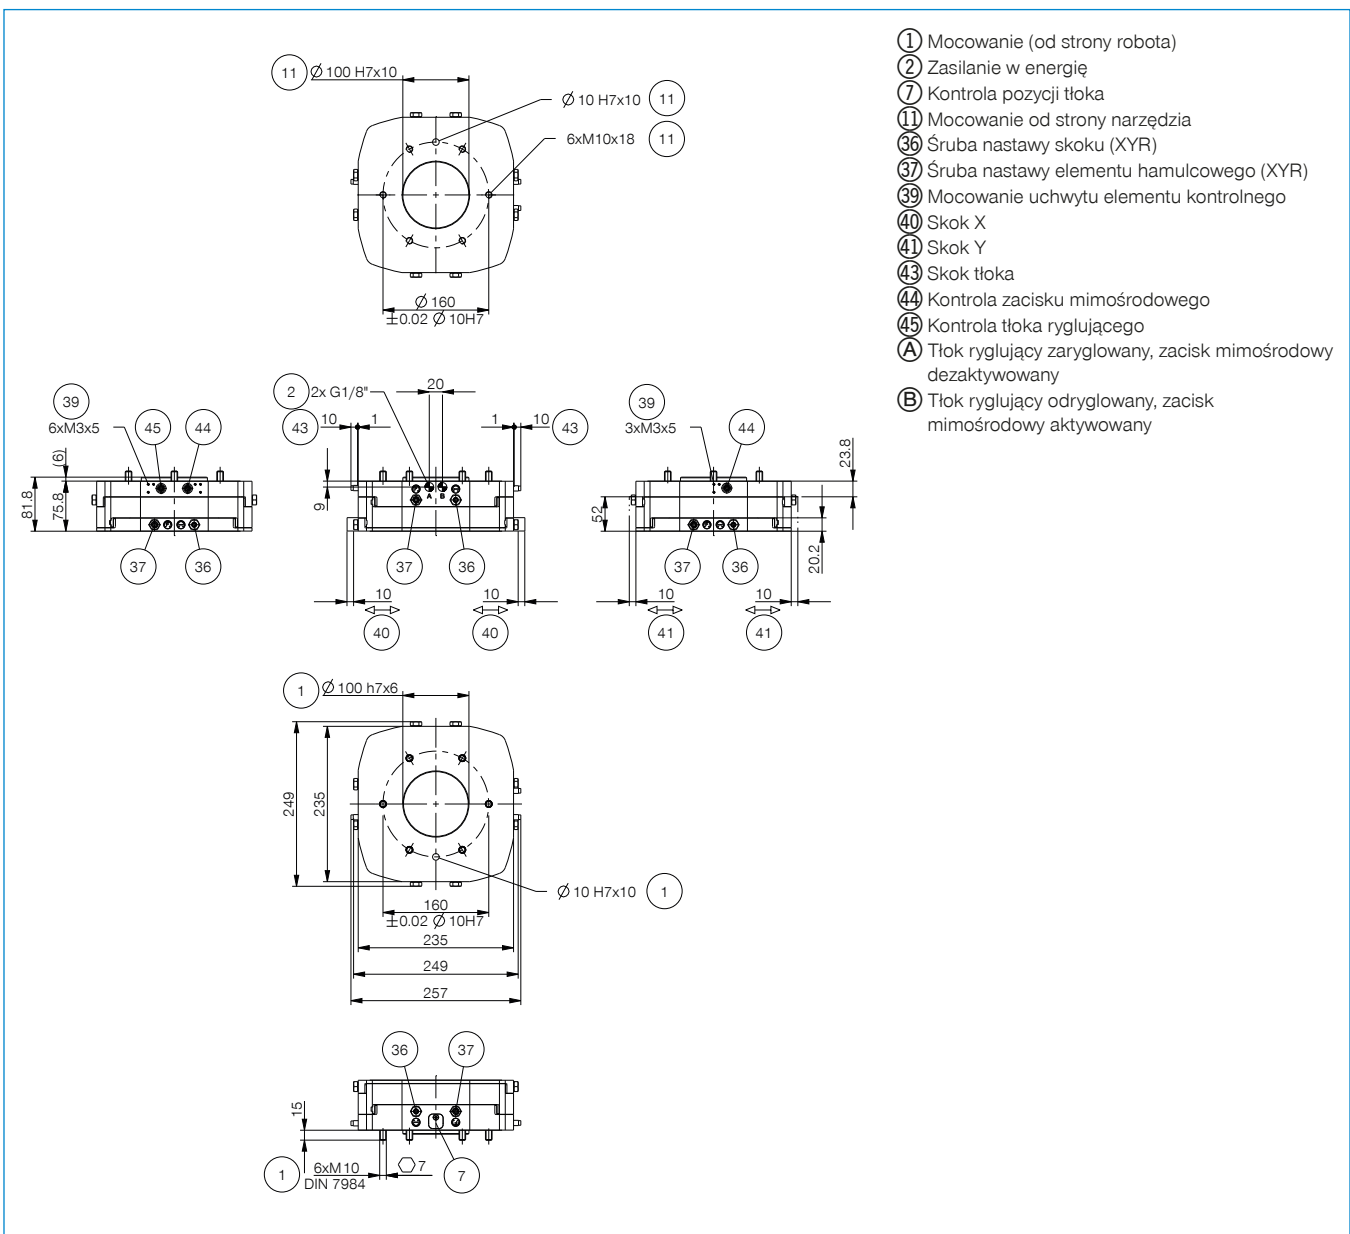 11 Ø 100 H7x10
Ø 10 H7x10 11
6xM10x18 11
Ø 160
±0.02 Ø 10H7
1 Mocowanie (od strony robota)
2 Zasilanie w energię
7 Kontrola pozycji tłoka
11 Mocowanie od strony narzędzia
36 Śruba nastawy skoku (XYR)
37 Śruba nastawy elementu hamulcowego (XYR)
39 Mocowanie uchwytu elementu kontrolnego
40 Skok X
41 Skok Y
43 Skok tłoka
44 Kontrola zacisku mimośrodowego
45 Kontrola tłoka ryglującego
A Tłok ryglujący zaryglowany, zacisk mimośrodowy
dezaktywowany
B Tłok ryglujący odryglowany, zacisk
mimośrodowy aktywowany
39
6xM3x5 45 44
(6)
81.8
75.8
37 36
2 2x G1/8" 20
43 10 1
1 10 43
9
A B
37 36
10 10
40 40
39
3xM3x5 44
23.8
52
20.2
37 36
10 10
41 41
1 Ø 100 h7x6
249
235
Ø 10 H7x10 1
160
±0.02 Ø 10H7
235
249
257
36 37
15
1 6xM10 7 7
DIN 7984